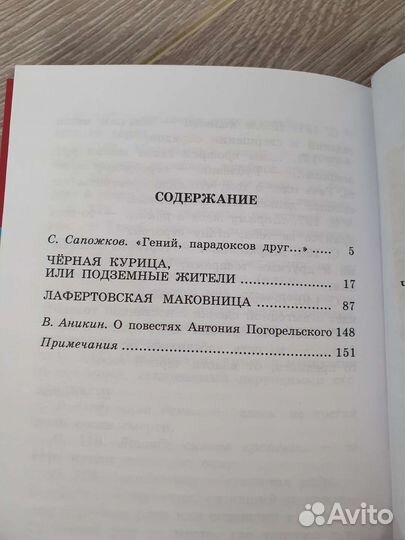 СОДЕРЖАНИЕ
С. Сапожков. «Гений, парадоксов друг...» ..... 5
ЧЁРНАЯ КУРИЦА,
ИЛИ ПОДЗЕМНЫЕ ЖИТЕЛИ ................ 17
ЛАФЕРТОВСКАЯ МАКОВНИЦА .............. 87
В. Аникин. О повестях Антония Погорельского 148
Примечания ..................................... 151
Avito